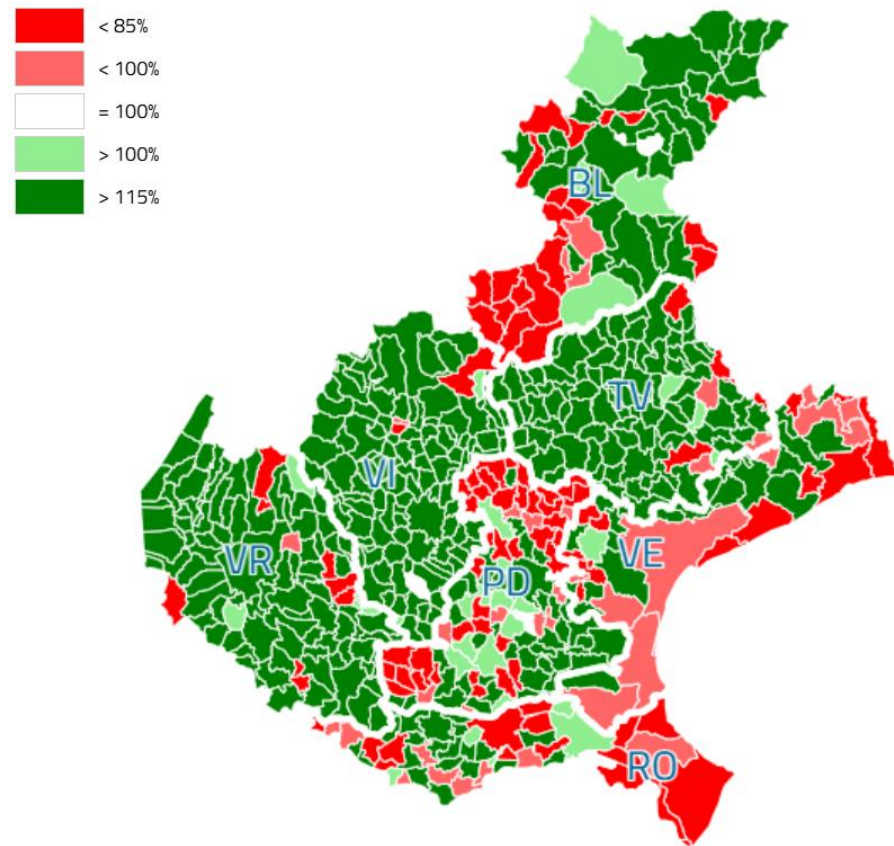 < 85%
< 100%
= 100%
> 100%
> 115%
BL
TV
VI
VR
VE
PD
RO